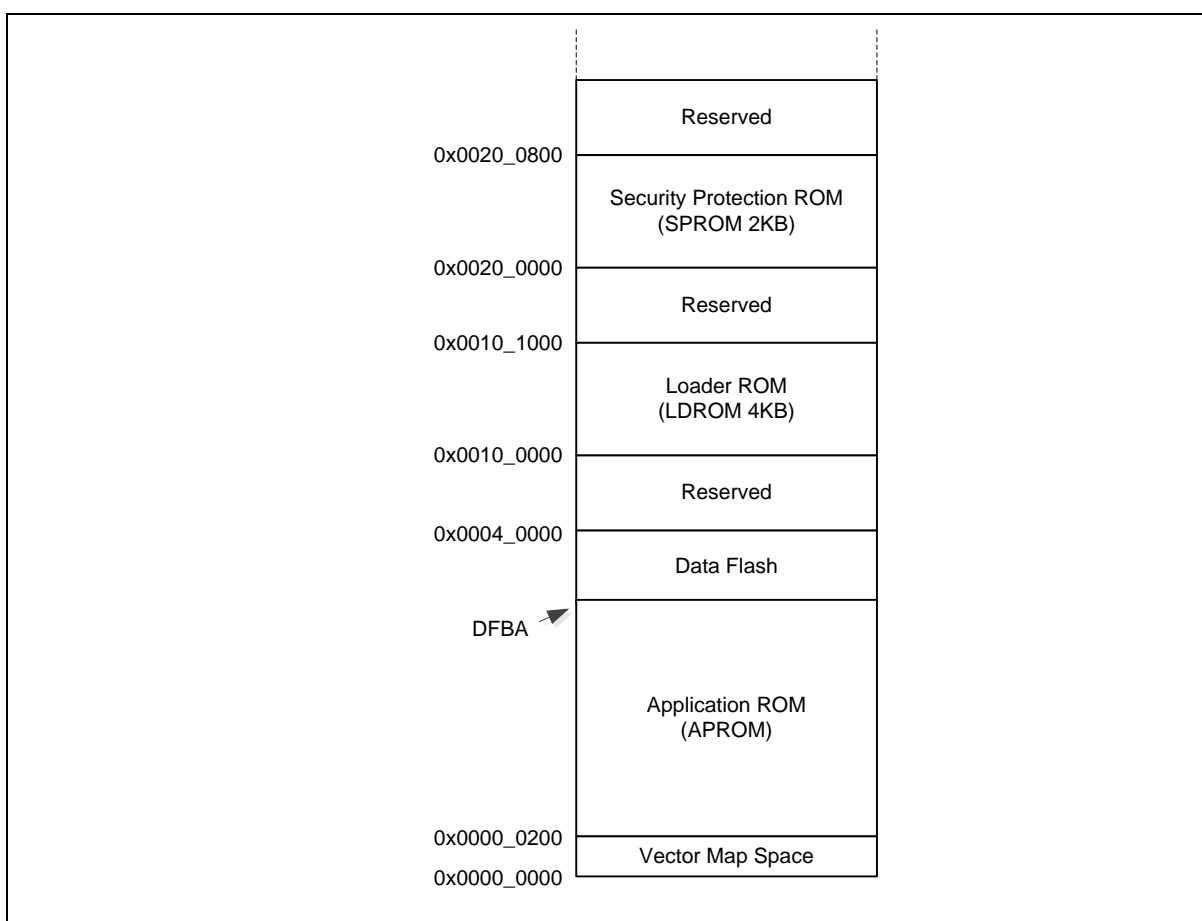 Reserved
0x0020_0800
Security Protection ROM
(SPROM 2KB)
0x0020_0000
Reserved
0x0010_1000
Loader ROM
(LDROM 4KB)
0x0010_0000
Reserved
0x0004_0000
Data Flash
DFBA
Application ROM
(APROM)
0x0000_0200
Vector Map Space
0x0000_0000